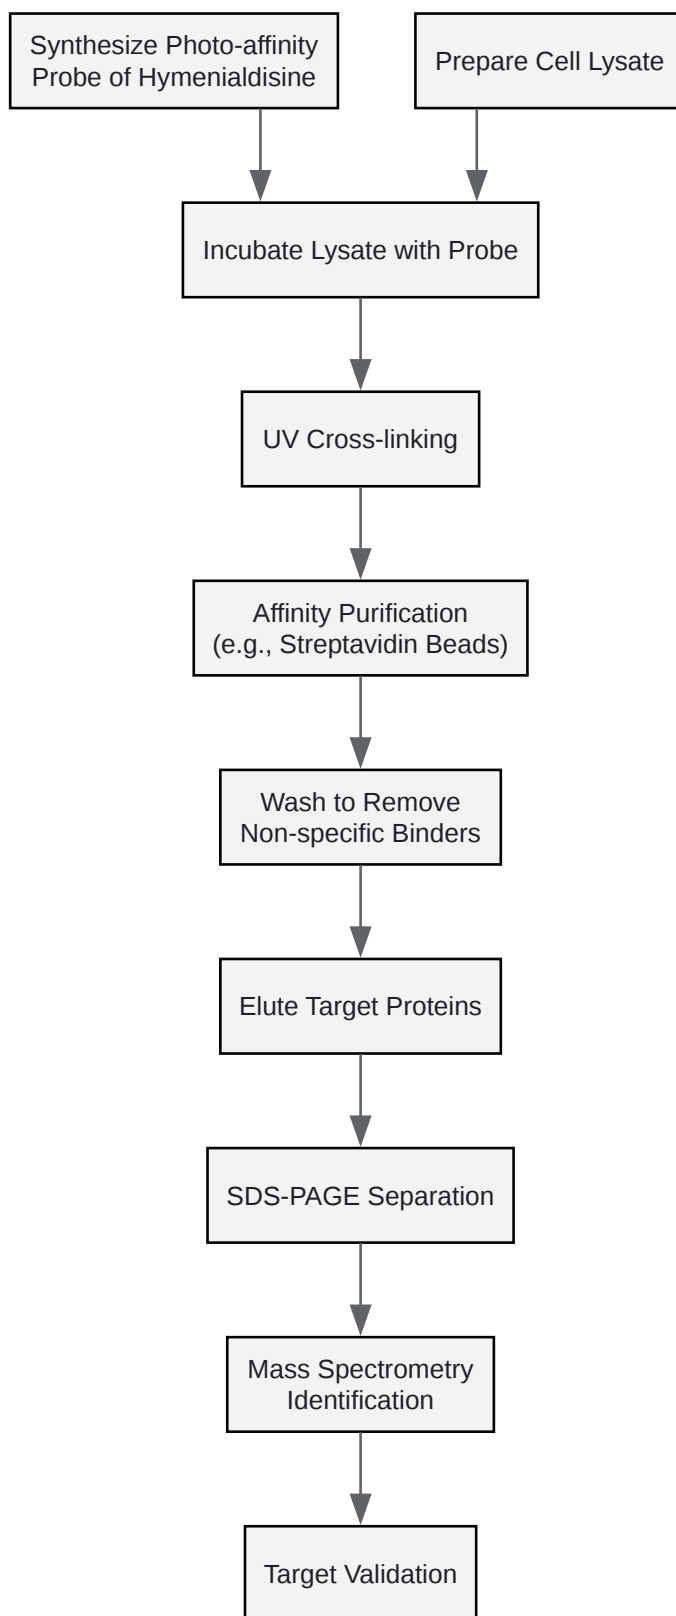 Synthesize Photo-affinity
Probe of Hymenialdisine
Prepare Cell Lysate
Incubate Lysate with Probe
UV Cross-linking
Affinity Purification
(e.g., Streptavidin Beads)
Wash to Remove
Non-specific Binders
Elute Target Proteins
SDS-PAGE Separation
Mass Spectrometry
Identification
Target Validation